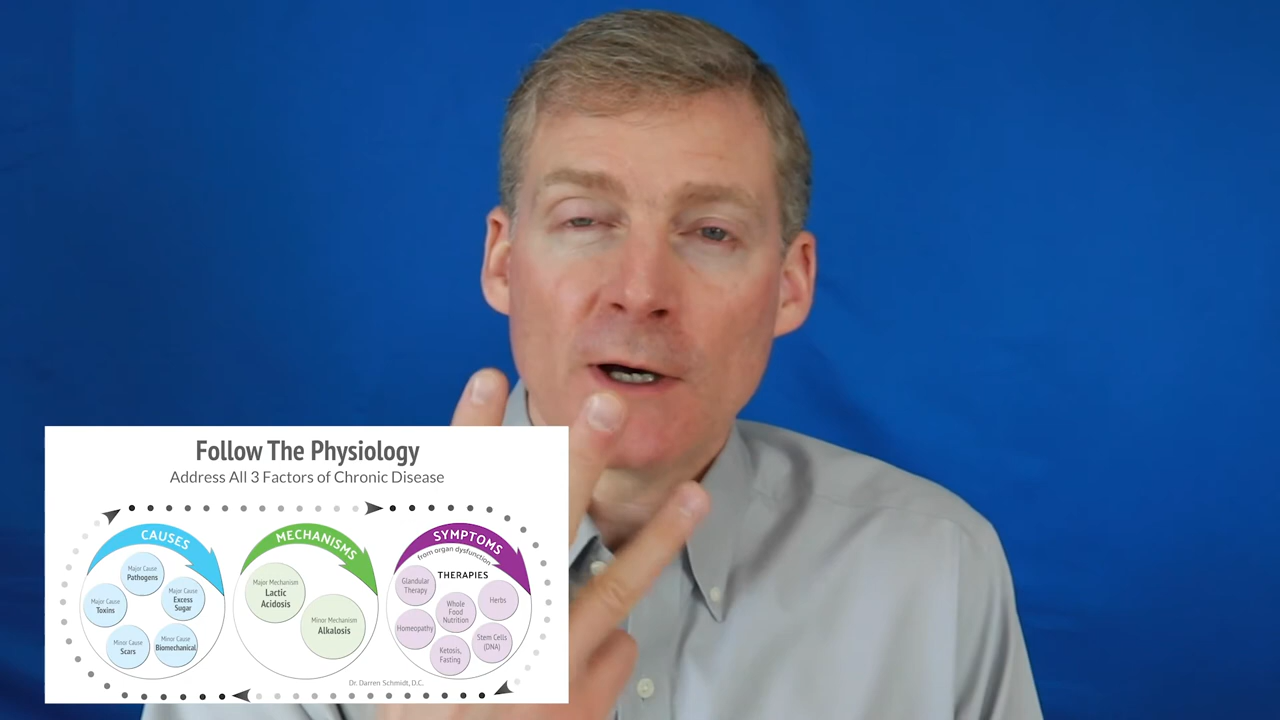 Follow The Physiology
Address All 3 Factors of Chronic Disease
CAUSES
Major Cause
Pathogens
Major Cause
Toxins
Major Cause
Excess
Sugar
Minor Cause
Scars
Minor Cause
Biomechanical
MECHANISMS
Major Mechanism
Lactic
Acidosis
Minor Mechanism
Alkalosis
SYMPTOMS
from organ dysfunction
THERAPIES
Glandular
Therapy
Whole
Food
Nutrition
Herbs
Homeopathy
Stem Cells
(DNA)
Ketosis,
Fasting
Dr. Darren Schmidt, D.C.